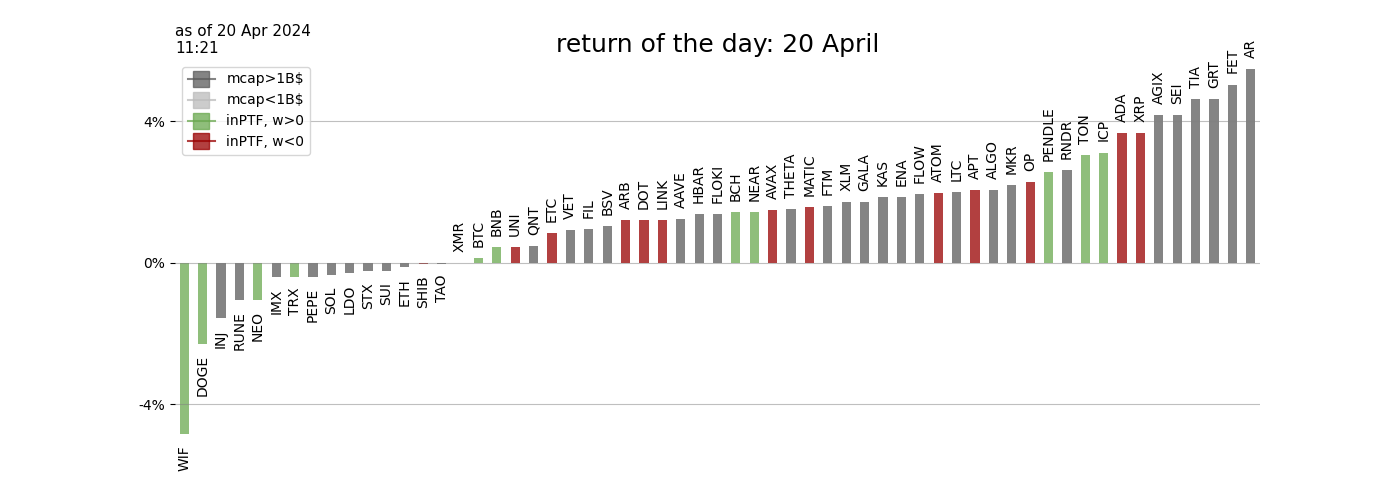 as of 20 Apr 2024
11:21
return of the day: 20 April
mcap>1B$
mcap<1B$
inPTF, w>0
inPTF, w<0
4%
0%
-4%
WIF
DOGE
INJ
RUNE
NEO
IMX
TRX
PEPE
SOL
LDO
STX
SUI
ETH
SHIB
TAO
XMR
BTC
BNB
UNI
QNT
ETC
VET
FIL
BSV
ARB
DOT
LINK
AAVE
HBAR
FLOKI
BCH
NEAR
AVAX
THETA
MATIC
FTM
XLM
GALA
KAS
ENA
FLOW
ATOM
LTC
APT
ALGO
MKR
OP
PENDLE
RNDR
TON
ICP
ADA
XRP
AGIX
SEI
TIA
GRT
FET
AR